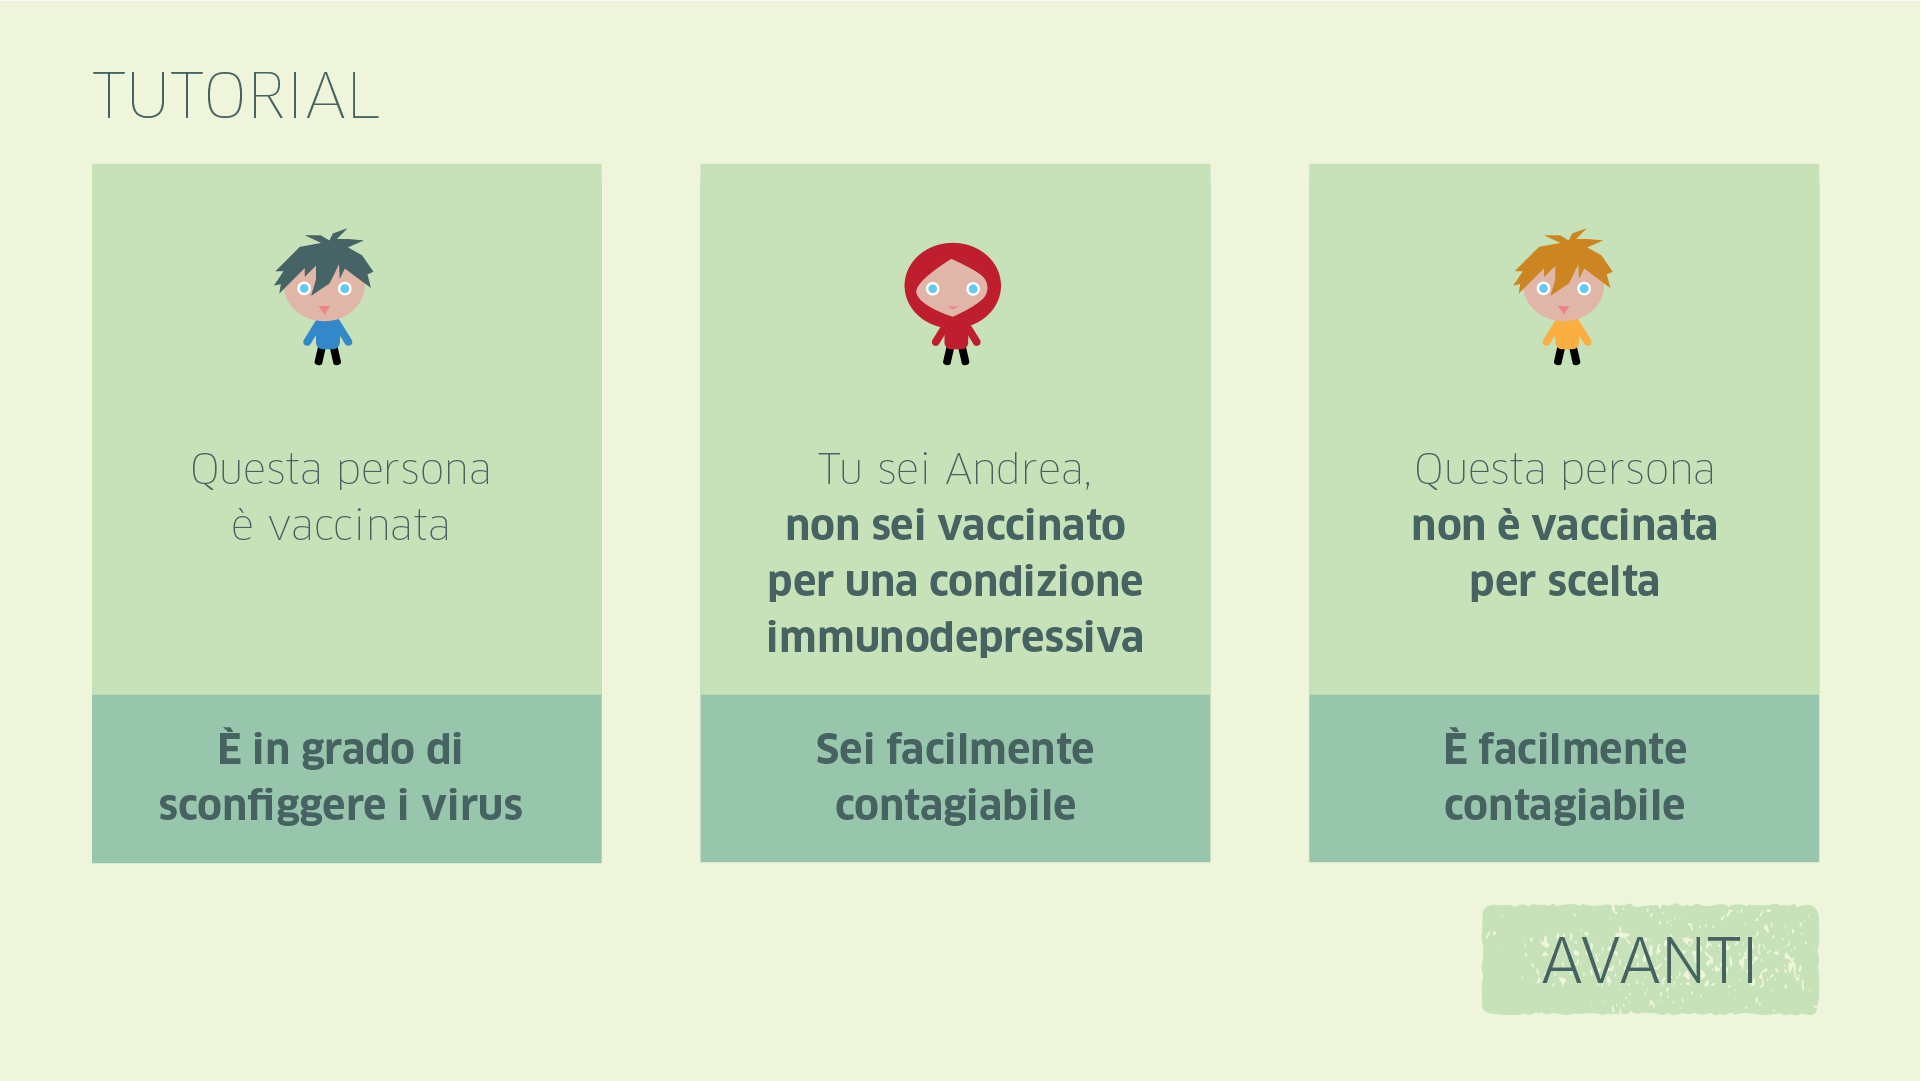 TUTORIAL
Questa persona
è vaccinata
È in grado di
sconfiggere i virus
Tu sei Andrea,
non sei vaccinato
per una condizione
immunodepressiva
Sei facilmente
contagiabile
Questa persona
non è vaccinata
per scelta
È facilmente
contagiabile
AVANTI